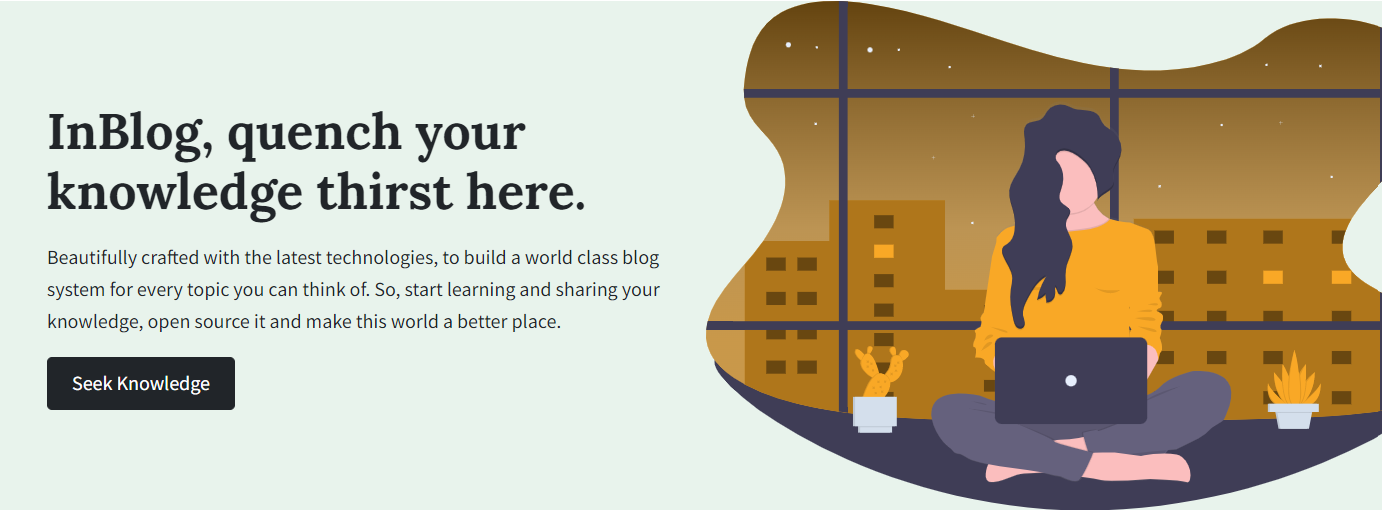 InBlog, quench your
knowledge thirst here.
Beautifully crafted with the latest technologies, to build a world class blog
system for every topic you can think of. So, start learning and sharing your
knowledge, open source it and make this world a better place.
Seek Knowledge